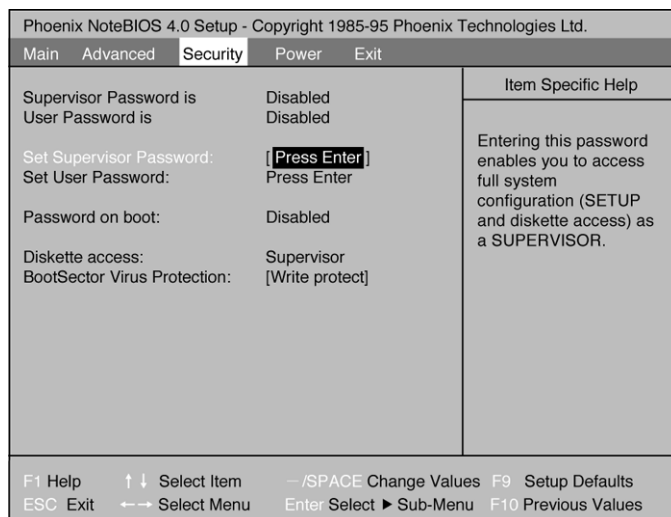 Phoenix NoteBIOS 4.0 Setup - Copyright 1985-95 Phoenix Technologies Ltd.
Main Advanced Security Power Exit
Supervisor Password is Disabled
User Password is Disabled
Set Supervisor Password: [ Press Enter ]
Set User Password: Press Enter
Password on boot: Disabled
Diskette access: Supervisor
BootSector Virus Protection: [Write protect]
Item Specific Help
Entering this password
enables you to access
full system
configuration (SETUP
and diskette access) as
a SUPERVISOR.
F1 Help ↑ ↓ Select Item – /SPACE Change Values F9 Setup Defaults
ESC Exit ←→ Select Menu Enter Select ▶ Sub-Menu F10 Previous Values